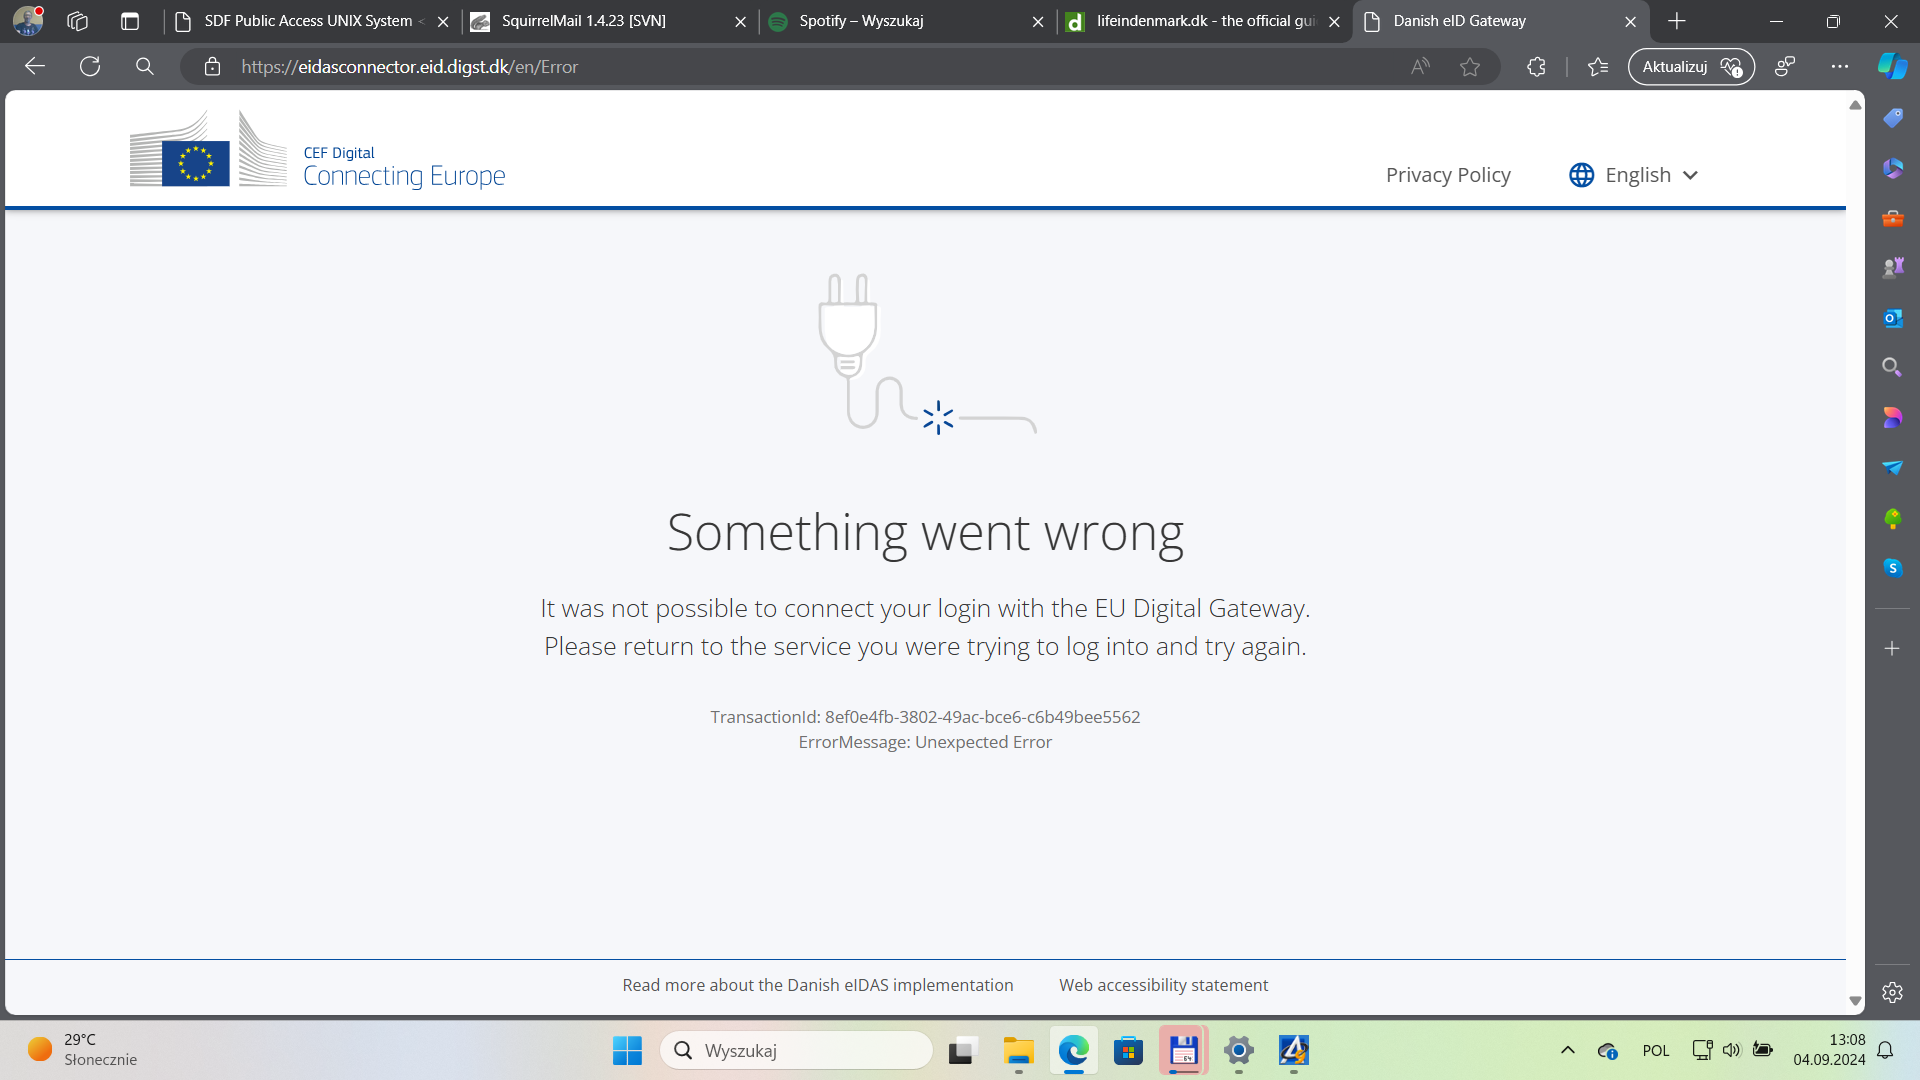 SDF Public Access UNIX System <
SquirrelMail 1.4.23 [SVN]
Spotify – Wyszukaj
lifeindenmark.dk - the official gui
Danish eID Gateway
https://eidasconnector.eid.digst.dk/en/Error
Aktualizuj
CEF Digital
Connecting Europe
Privacy Policy
English
Something went wrong
It was not possible to connect your login with the EU Digital Gateway.
Please return to the service you were trying to log into and try again.
TransactionId: 8ef0e4fb-3802-49ac-bce6-c6b49bee5562
ErrorMessage: Unexpected Error
Read more about the Danish eIDAS implementation
Web accessibility statement
29°C
Słonecznie
Wyszukaj
64
POL
13:08
04.09.2024